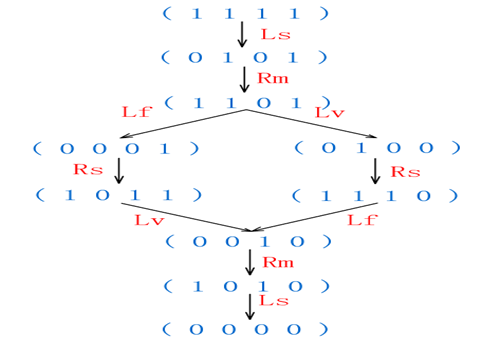 ( 1 1 1 1 )
Ls
( 0 1 0 1 )
Rm
( 1 1 0 1 )
Lf Lv
( 0 0 0 1 ) ( 0 1 0 0 )
Rs Rs
( 1 0 1 1 ) ( 1 1 1 0 )
Lv Lf
( 0 0 1 0 )
Rm
( 1 0 1 0 )
Ls
( 0 0 0 0 )